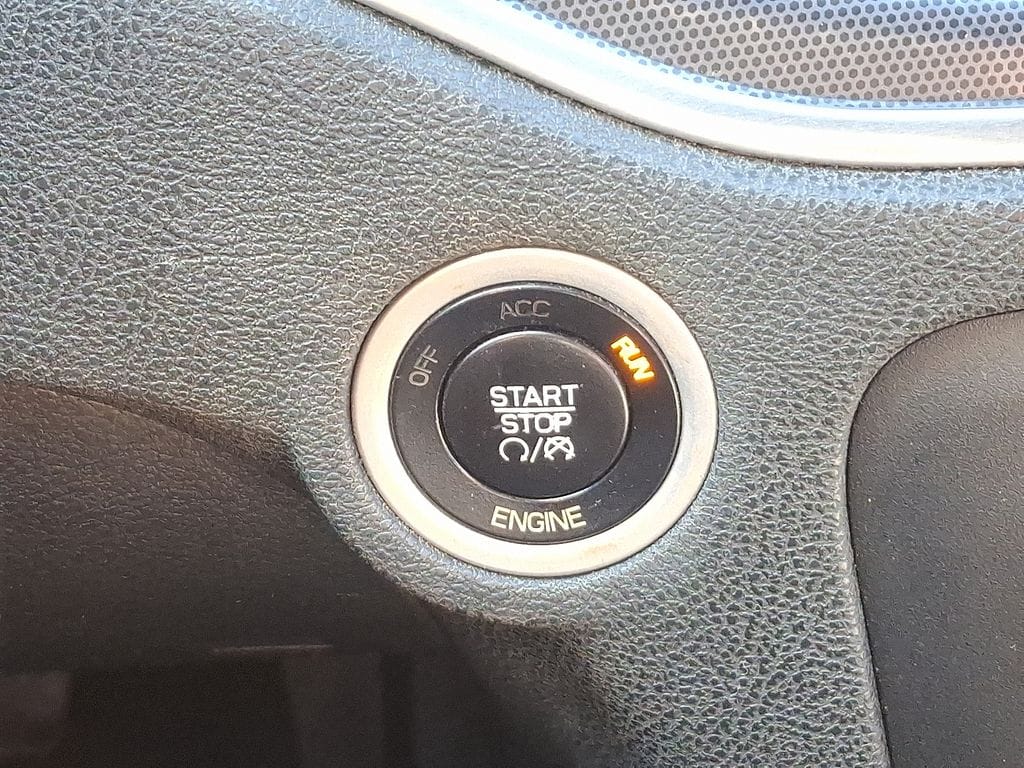 ACC
OFF
RUN
START
STOP
ENGINE